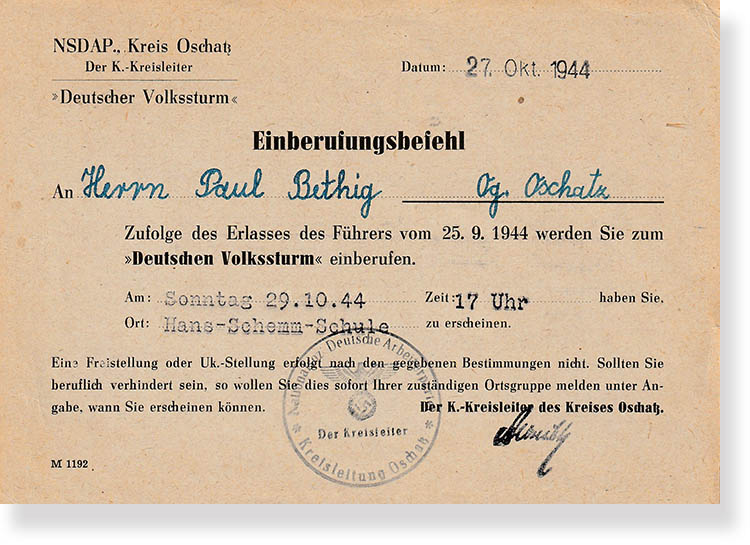 NSDAP., Kreis Oschatz
Der K.-Kreisleiter
»Deutscher Volkssturm«
Datum: 27. Okt. 1944
Einberufungsbefehl
An Herrn Paul Bethig Og. Oschatz
Zufolge des Erlasses des Führers vom 25. 9. 1944 werden Sie zum
»Deutschen Volkssturm« einberufen.
Am: Sonntag 29.10.44 Zeit: 17 Uhr haben Sie,
Ort: Hans-Schemm-Schule zu erscheinen.
Eine Freistellung oder Uk.-Stellung erfolgt nach den gegebenen Bestimmungen nicht. Sollten Sie
beruflich verhindert sein, so wollen Sie dies sofort Ihrer zuständigen Ortsgruppe melden unter An-
gabe, wann Sie erscheinen können. Der K.-Kreisleiter des Kreises Oschatz.
Nationalsoz. Deutsche Arbeiterpartei
Der Kreisleiter
Kreisleitung Oschatz
M 1192